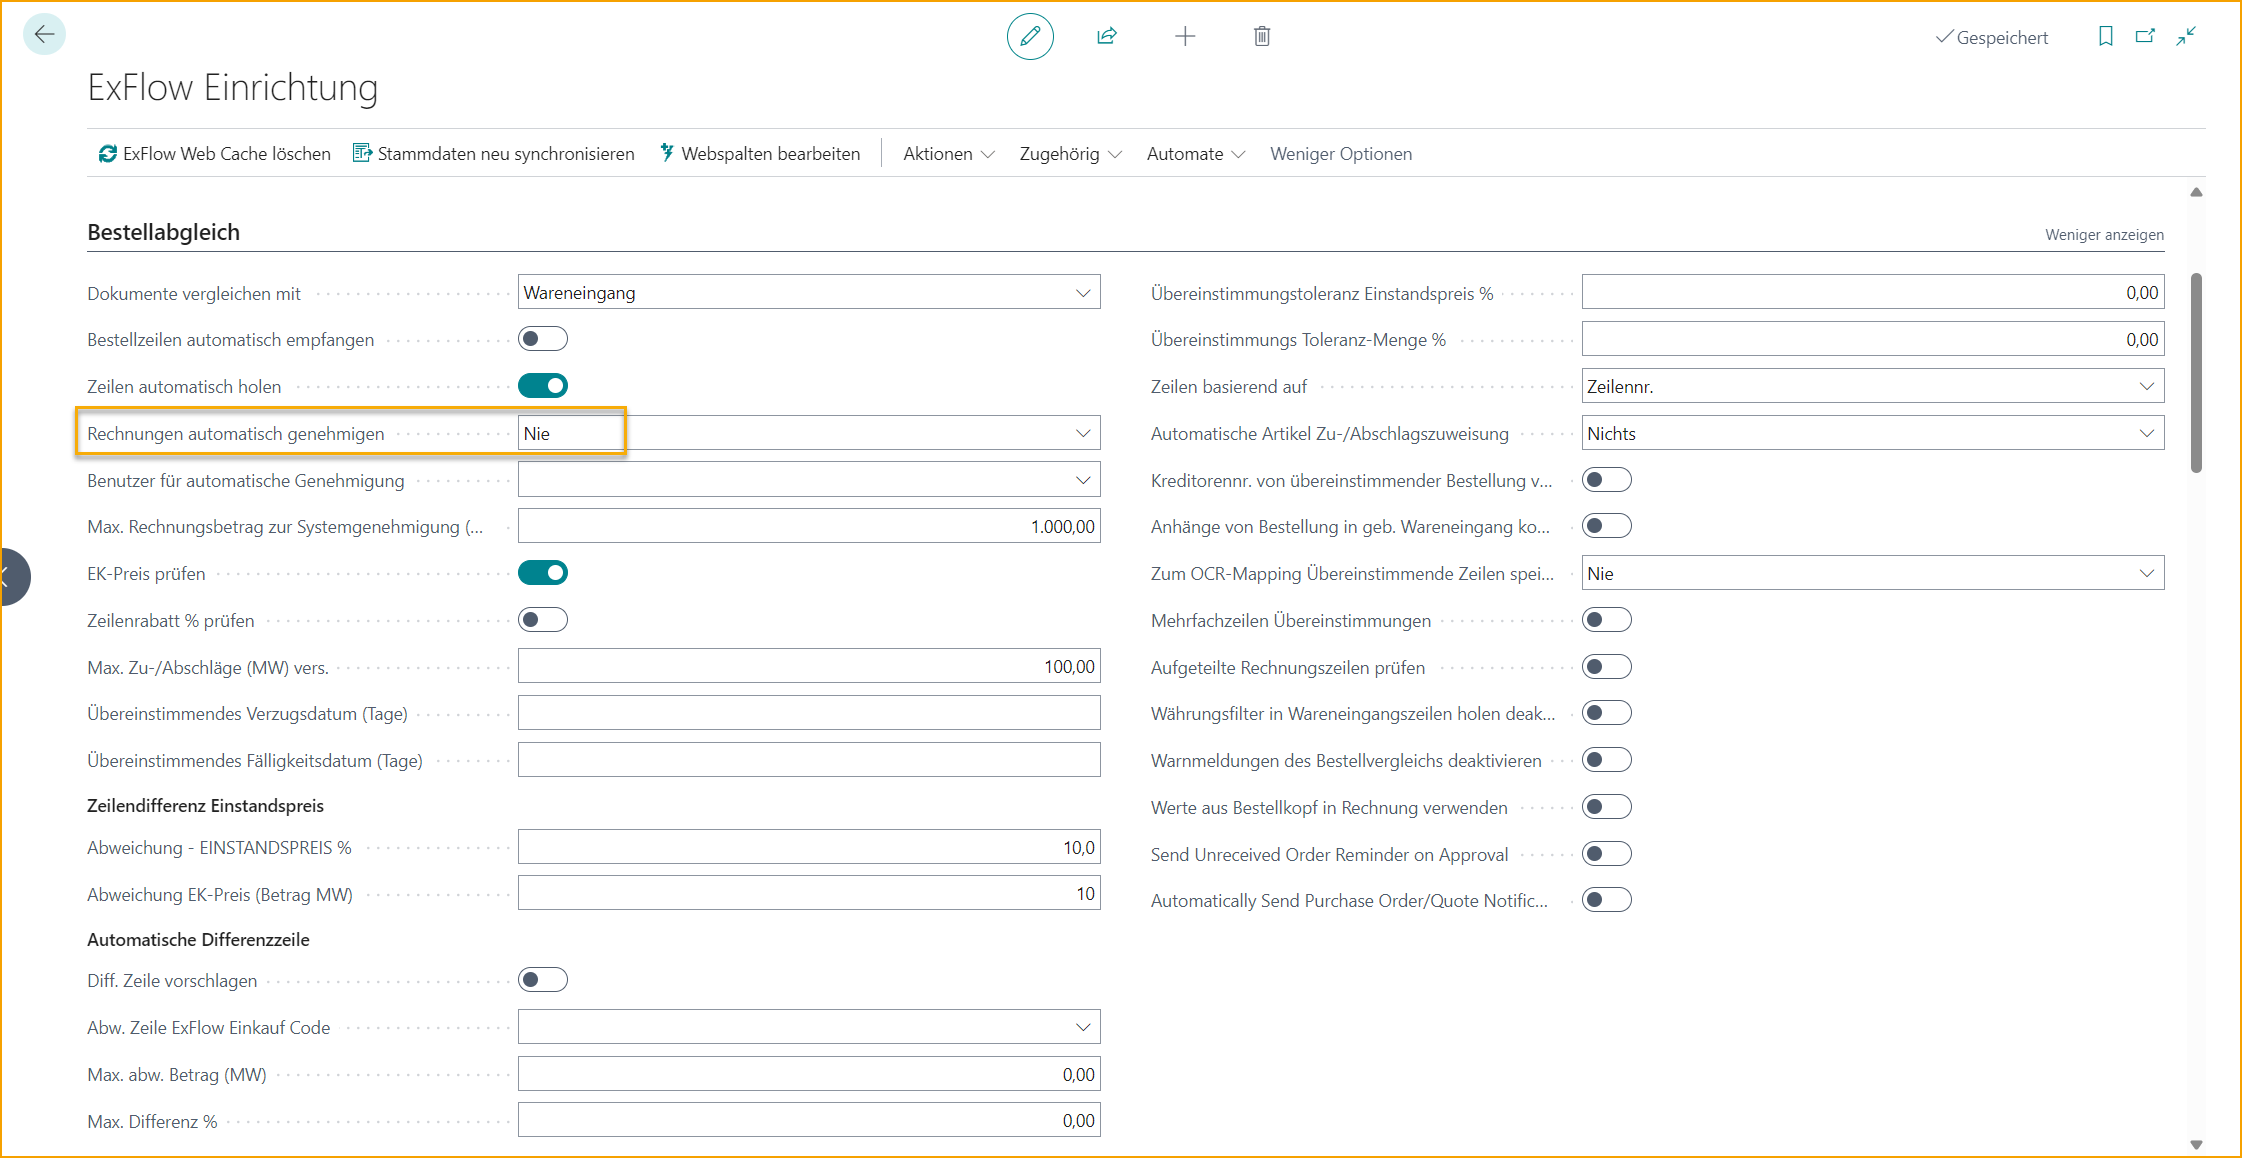 Gespeichert
ExFlow Einrichtung
ExFlow Web Cache löschen Stammdaten neu synchronisieren Webspalten bearbeiten Aktionen Zugehörig Automate Weniger Optionen
Bestellabgleich
Weniger anzeigen
Dokumente vergleichen mit Wareneingang
Bestellzeilen automatisch empfangen
Zeilen automatisch holen
Rechnungen automatisch genehmigen Nie
Benutzer für automatische Genehmigung
Max. Rechnungsbetrag zur Systemgenehmigung (... 1.000,00
EK-Preis prüfen
Zeilenrabatt % prüfen
Max. Zu-/Abschläge (MW) vers. 100,00
Übereinstimmendes Verzugsdatum (Tage)
Übereinstimmendes Fälligkeitsdatum (Tage)
Zeilendifferenz Einstandspreis
Abweichung - EINSTANDSPREIS % 10,0
Abweichung EK-Preis (Betrag MW) 10
Automatische Differenzzeile
Diff. Zeile vorschlagen
Abw. Zeile ExFlow Einkauf Code
Max. abw. Betrag (MW) 0,00
Max. Differenz % 0,00
Übereinstimmungstoleranz Einstandspreis % 0,00
Übereinstimmungs Toleranz-Menge % 0,00
Zeilen basierend auf Zeilennr.
Automatische Artikel Zu-/Abschlagszuweisung Nichts
Kreditorennr. von übereinstimmender Bestellung v...
Anhänge von Bestellung in geb. Wareneingang ko...
Zum OCR-Mapping Übereinstimmende Zeilen spei... Nie
Mehrfachzeilen Übereinstimmungen
Aufgeteilte Rechnungszeilen prüfen
Währungsfilter in Wareneingangszeilen holen deak...
Warnmeldungen des Bestellvergleichs deaktivieren
Werte aus Bestellkopf in Rechnung verwenden
Send Unreceived Order Reminder on Approval
Automatically Send Purchase Order/Quote Notific...